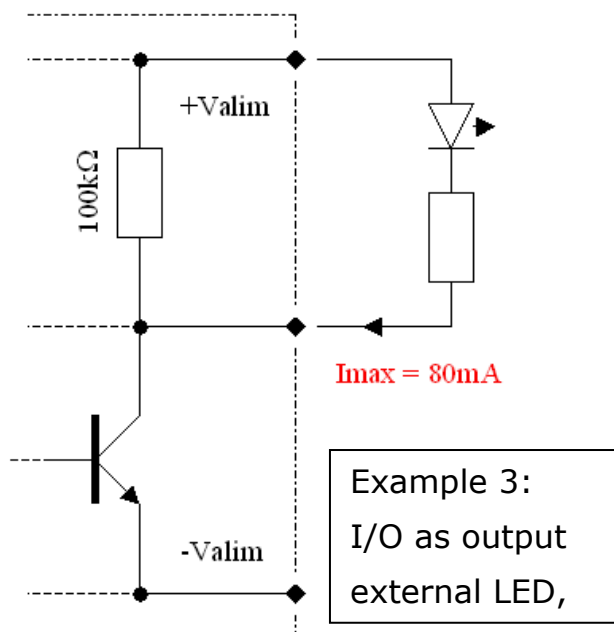 +Valim
100kΩ
Imax = 80mA
-Valim
Example 3:
I/O as output
external LED,